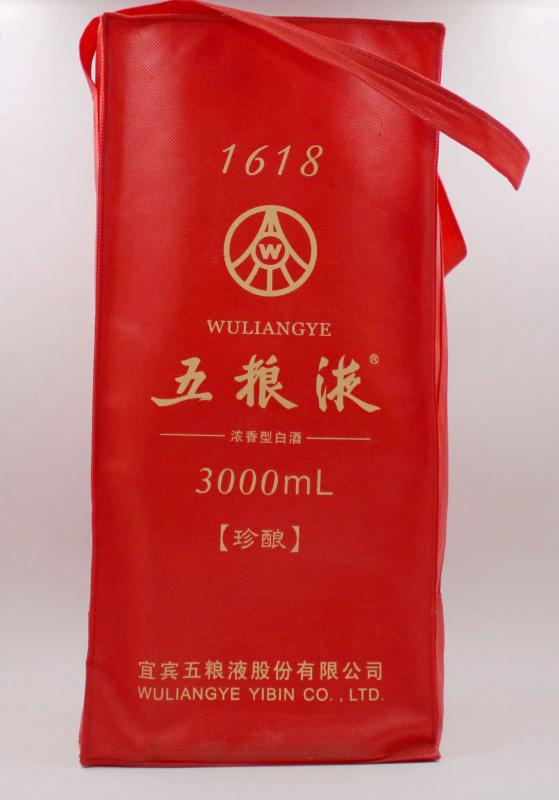 1618
W
WULIANGYE
五粮液®
浓香型白酒
3000mL
【珍酿】
宜宾五粮液股份有限公司
WULIANGYE YIBIN CO., LTD.